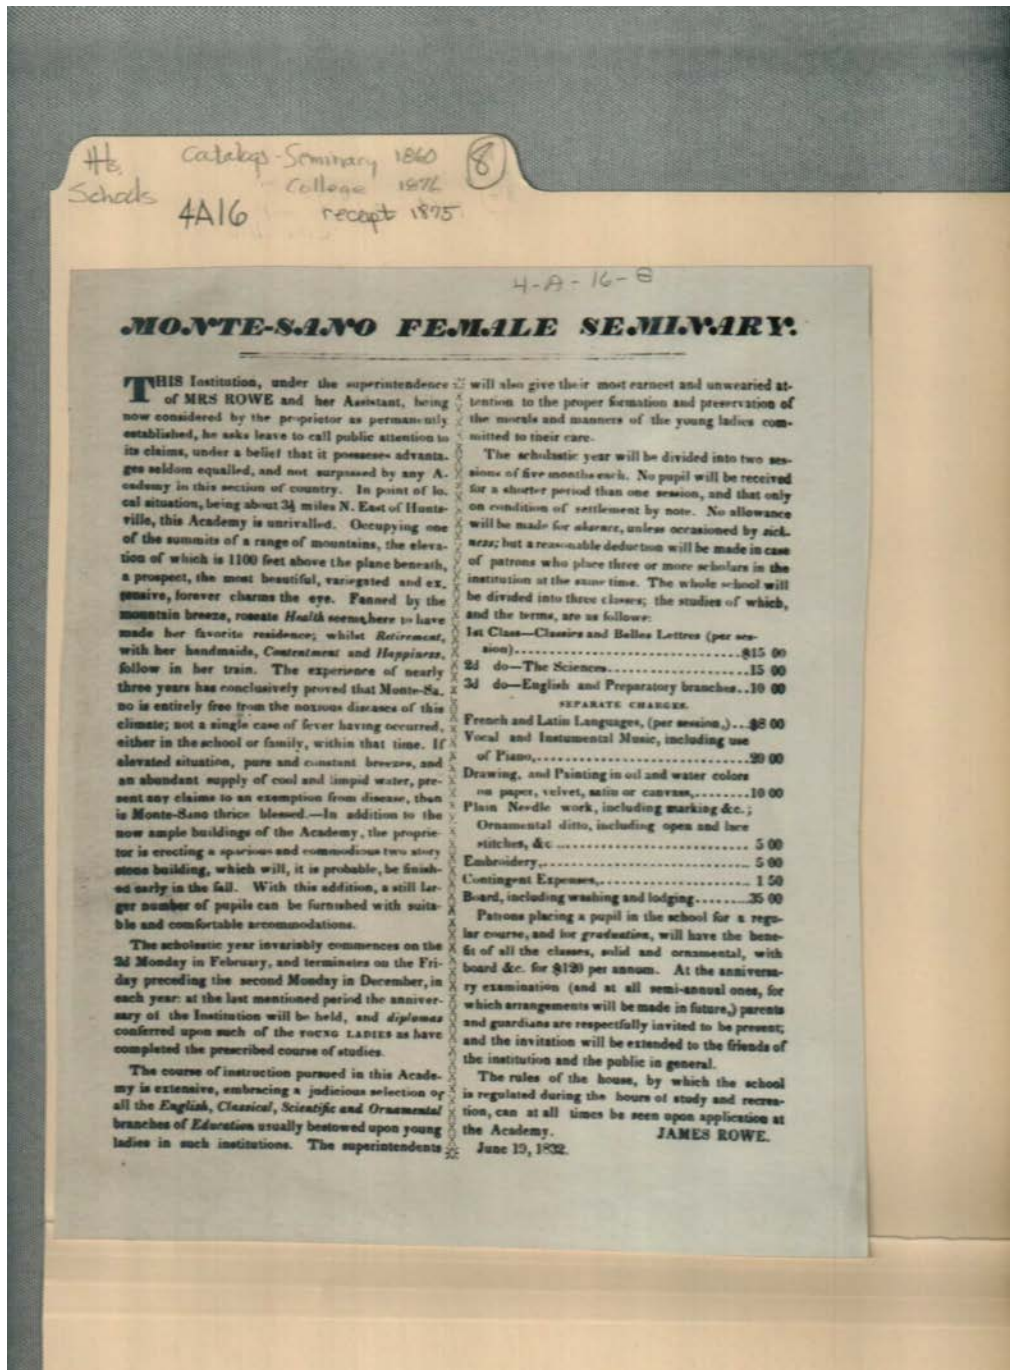 Hs. Catalogs - Seminary 1860 8
Schools - College 1876
4A16 receipt 1875
4-A-16-8
MONTE-SANO FEMALE SEMINARY.
THIS Institution, under the superintendence
of MRS ROWE and her Assistant, being
now considered by the proprietor as permanently
established, he asks leave to call public attention to
its claims, under a belief that it possesses advanta-
ges seldom equalled, and not surpassed by any A-
cademy in this section of country. In point of lo-
cal situation, being about 3½ miles N. East of Hunts-
ville, this Academy is unrivalled. Occupying one
of the summits of a range of mountains, the eleva-
tion of which is 1100 feet above the plane beneath,
a prospect, the most beautiful, variegated and ex,
pensive, forever charms the eye. Fanned by the
mountain breeze, roseate Health seems here to have
made her favorite residence; whilst Retirement,
with her handmaids, Contentment and Happiness,
follow in her train. The experience of nearly
three years has conclusively proved that Monte-Sa.
no is entirely free from the noxious diseases of this
climate; not a single case of fever having occurred,
either in the school or family, within that time. If
elevated situation, pure and constant breezes, and
an abundant supply of cool and limpid water, pre-
sent any claims to an exemption from disease, then
is Monte-Sano thrice blessed.—In addition to the
now ample buildings of the Academy, the proprie-
tor is erecting a spacious and commodious two story
stone building, which will, it is probable, be finish-
ed early in the fall. With this addition, a still lar-
ger number of pupils can be furnished with suita-
ble and comfortable accommodations.
The scholastic year invariably commences on the
2d Monday in February, and terminates on the Fri-
day preceding the second Monday in December, in
each year: at the last mentioned period the anniver-
sary of the Institution will be held, and diplomas
conferred upon such of the YOUNG LADIES as have
completed the prescribed course of studies.
The course of instruction pursued in this Acade-
my is extensive, embracing a judicious selection of
all the English, Classical, Scientific and Ornamental
branches of Education usually bestowed upon young
ladies in such institutions. The superintendents
will also give their most earnest and unwearied at-
tention to the proper formation and preservation of
the morals and manners of the young ladies com-
mitted to their care.
The scholastic year will be divided into two ses-
sions of five months each. No pupil will be received
for a shorter period than one session, and that only
on condition of settlement by note. No allowance
will be made for absence, unless occasioned by sick-
ness; but a reasonable deduction will be made in case
of patrons who place three or more scholars in the
institution at the same time. The whole school will
be divided into three classes; the studies of which,
and the terms, are as follows:
1st Class—Classics and Belles Lettres (per ses-
sion)..............................$15 00
2d do—The Sciences....................15 00
3d do—English and Preparatory branches..10 00
SEPARATE CHARGES.
French and Latin Languages, (per session,)...$8 00
Vocal and Instumental Music, including use
of Piano,..............................20 00
Drawing, and Painting in oil and water colors
on paper, velvet, satin or canvass,........10 00
Plain Needle work, including marking &c.;
Ornamental ditto, including open and lace
stitches, &c............................ 5 00
Embroidery,.............................. 5 00
Contingent Expenses,..................... 1 50
Board, including washing and lodging........35 00
Patrons placing a pupil in the school for a regu-
lar course, and for graduation, will have the bene-
fit of all the classes, solid and ornamental, with
board &c. for $120 per annum. At the anniversa-
ry examination (and at all semi-annual ones, for
which arrangements will be made in future,) parents
and guardians are respectfully invited to be present;
and the invitation will be extended to the friends of
the institution and the public in general.
The rules of the house, by which the school
is regulated during the hours of study and recrea-
tion, can at all times be seen upon application at
the Academy. JAMES ROWE.
June 19, 1832.